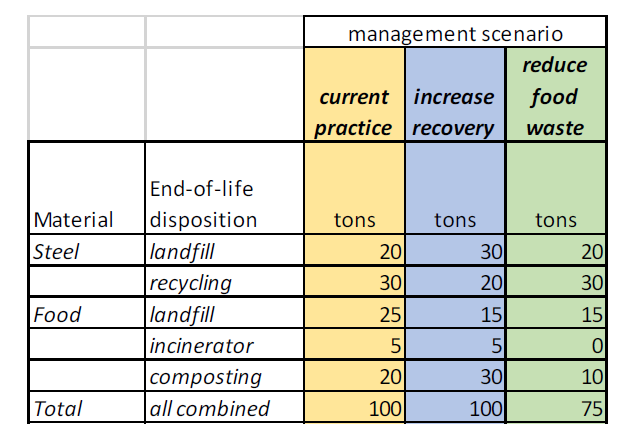 management scenario
current practice increase recovery reduce food waste
Material End-of-life disposition tons tons tons
Steel landfill 20 30 20
recycling 30 20 30
Food landfill 25 15 15
incinerator 5 5 0
composting 20 30 10
Total all combined 100 100 75